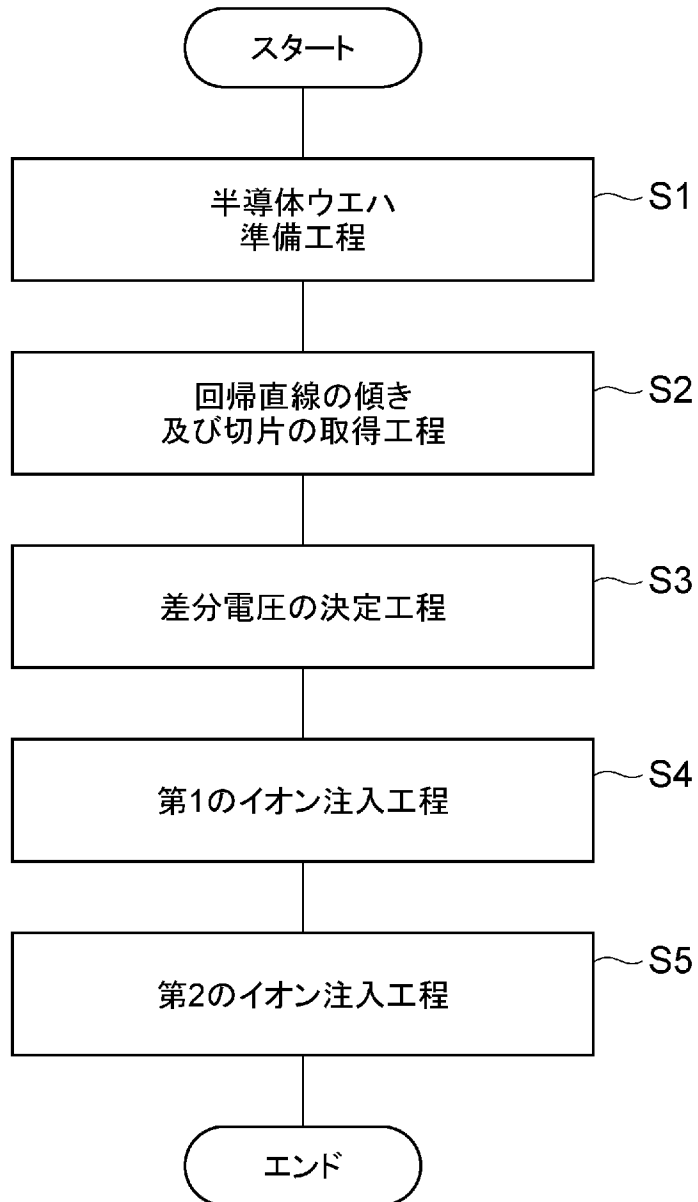 スタート
半導体ウエハ
準備工程
S1
回帰直線の傾き
及び切片の取得工程
S2
差分電圧の決定工程
S3
第1のイオン注入工程
S4
第2のイオン注入工程
S5
エンド